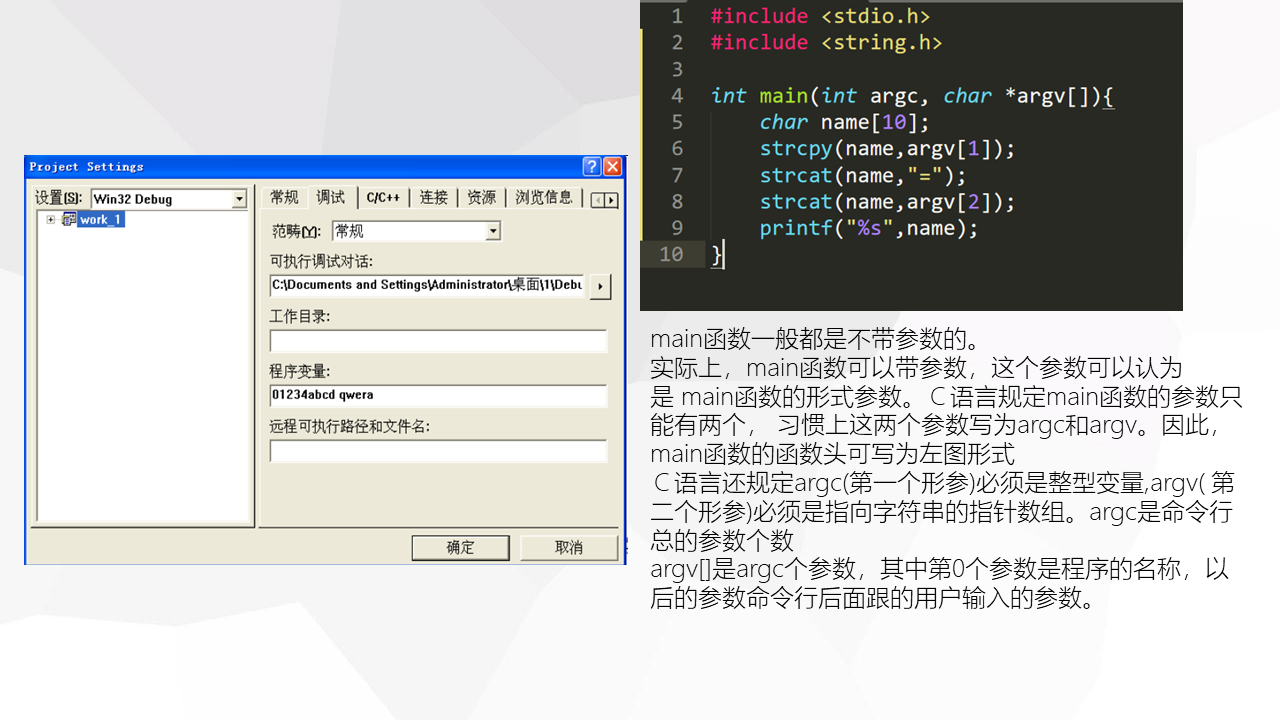 Project Settings
设置[S]: Win32 Debug
work_1
常规 调试 C/C++ 连接 资源 浏览信息
范畴[Y]: 常规
可执行调试对话:
C:\Documents and Settings\Administrator\桌面\1\Debu
工作目录:
程序变量:
01234abcd qwera
远程可执行路径和文件名:
确定 取消
1 #include <stdio.h>
2 #include <string.h>
3
4 int main(int argc, char *argv[]){
5 char name[10];
6 strcpy(name,argv[1]);
7 strcat(name,"=");
8 strcat(name,argv[2]);
9 printf("%s",name);
10 }
main函数一般都是不带参数的。
实际上，main函数可以带参数，这个参数可以认为
是 main函数的形式参数。Ｃ语言规定main函数的参数只
能有两个， 习惯上这两个参数写为argc和argv。因此，
main函数的函数头可写为左图形式
Ｃ语言还规定argc(第一个形参)必须是整型变量,argv( 第
二个形参)必须是指向字符串的指针数组。argc是命令行
总的参数个数
argv[]是argc个参数，其中第0个参数是程序的名称，以
后的参数命令行后面跟的用户输入的参数。